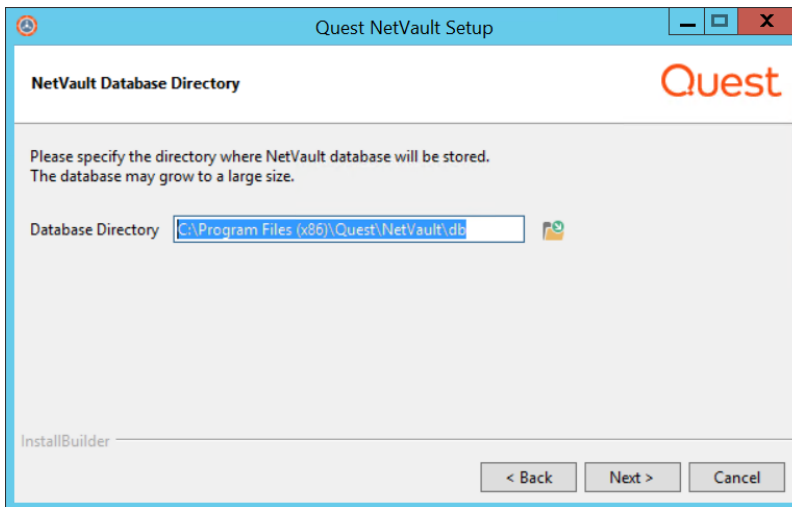 Quest NetVault Setup
NetVault Database Directory
Quest
Please specify the directory where NetVault database will be stored.
The database may grow to a large size.
Database Directory C:\Program Files (x86)\Quest\NetVault\db
InstallBuilder
< Back Next > Cancel